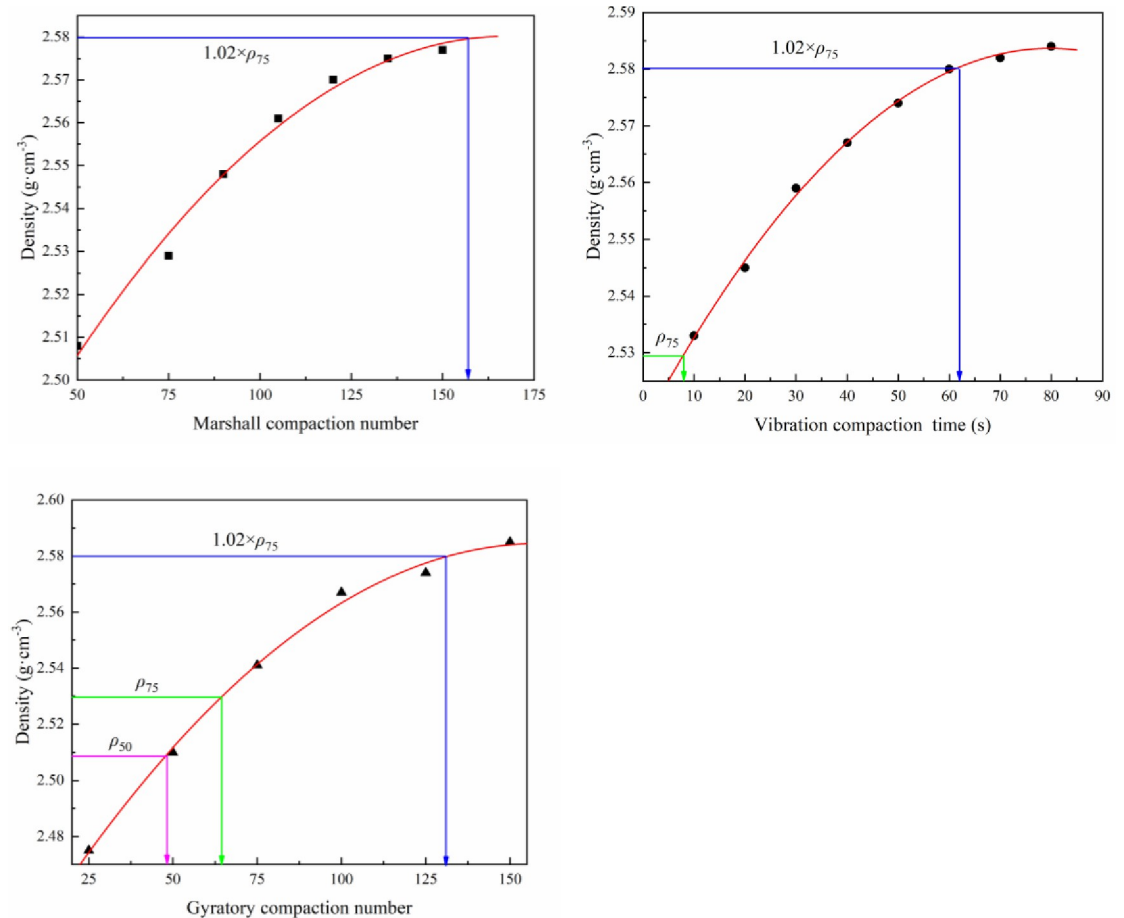 2.58
2.57
2.56
2.55
2.54
2.53
2.52
2.51
2.50
Density (g·cm-3)
1.02×ρ75
50 75 100 125 150 175
Marshall compaction number
2.59
2.58
2.57
2.56
2.55
2.54
2.53
Density (g·cm-3)
1.02×ρ75
ρ75
0 10 20 30 40 50 60 70 80 90
Vibration compaction time (s)
2.60
2.58
2.56
2.54
2.52
2.50
2.48
Density (g·cm-3)
1.02×ρ75
ρ75
ρ50
25 50 75 100 125 150
Gyratory compaction number